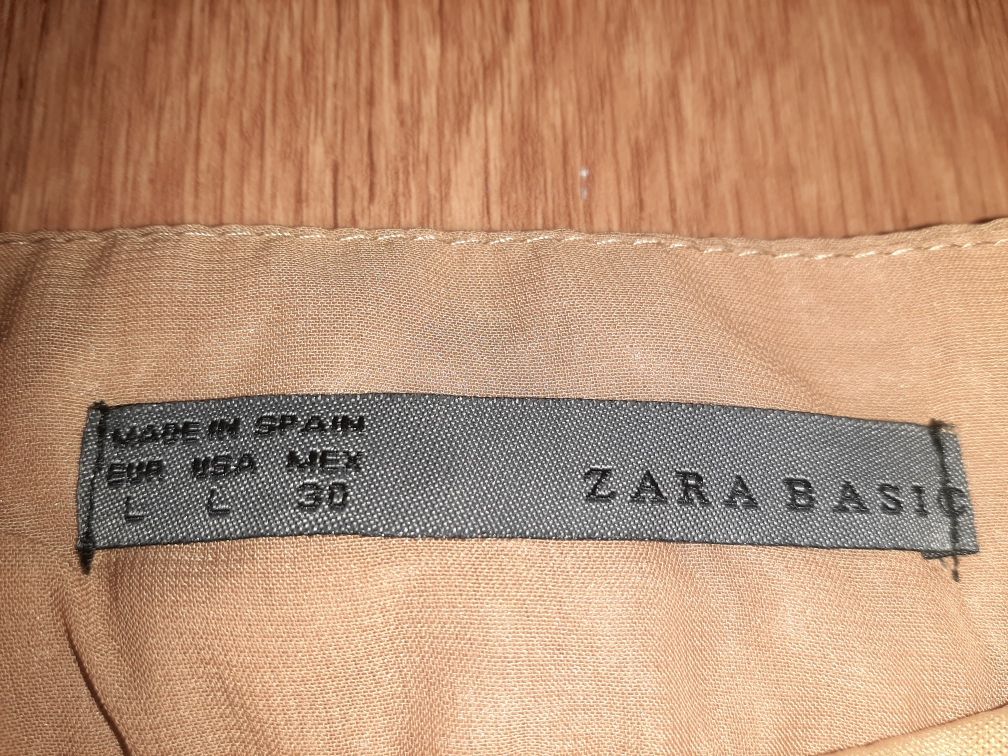 MADE IN SPAIN
EUR USA MEX
L L 30
ZARA BASIC